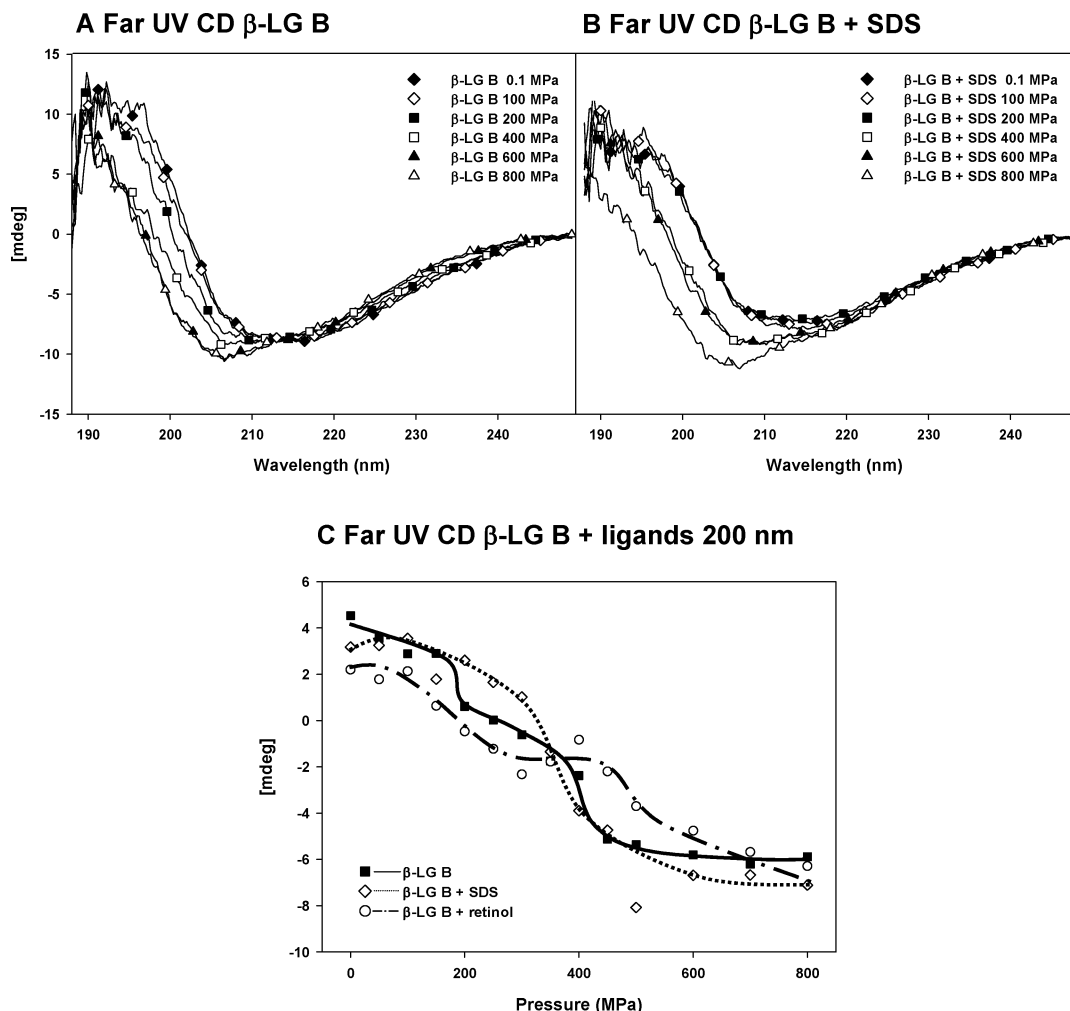 A Far UV CD β-LG B
B Far UV CD β-LG B + SDS
15
10
5
0
-5
-10
-15
[mdeg]
β-LG B 0.1 MPa
β-LG B 100 MPa
β-LG B 200 MPa
β-LG B 400 MPa
β-LG B 600 MPa
β-LG B 800 MPa
β-LG B + SDS 0.1 MPa
β-LG B + SDS 100 MPa
β-LG B + SDS 200 MPa
β-LG B + SDS 400 MPa
β-LG B + SDS 600 MPa
β-LG B + SDS 800 MPa
190 200 210 220 230 240
190 200 210 220 230 240
Wavelength (nm)
Wavelength (nm)
C Far UV CD β-LG B + ligands 200 nm
6
4
2
0
-2
-4
-6
-8
-10
[mdeg]
β-LG B
β-LG B + SDS
β-LG B + retinol
0 200 400 600 800
Pressure (MPa)